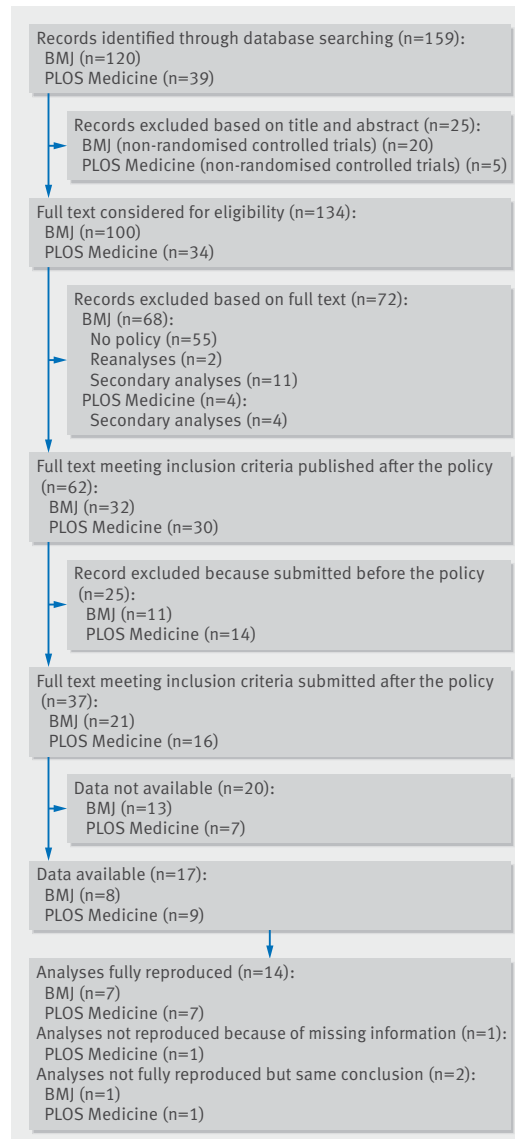 Records identified through database searching (n=159):
BMJ (n=120)
PLOS Medicine (n=39)
Records excluded based on title and abstract (n=25):
BMJ (non-randomised controlled trials) (n=20)
PLOS Medicine (non-randomised controlled trials) (n=5)
Full text considered for eligibility (n=134):
BMJ (n=100)
PLOS Medicine (n=34)
Records excluded based on full text (n=72):
BMJ (n=68):
No policy (n=55)
Reanalyses (n=2)
Secondary analyses (n=11)
PLOS Medicine (n=4):
Secondary analyses (n=4)
Full text meeting inclusion criteria published after the policy
(n=62):
BMJ (n=32)
PLOS Medicine (n=30)
Record excluded because submitted before the policy
(n=25):
BMJ (n=11)
PLOS Medicine (n=14)
Full text meeting inclusion criteria submitted after the policy
(n=37):
BMJ (n=21)
PLOS Medicine (n=16)
Data not available (n=20):
BMJ (n=13)
PLOS Medicine (n=7)
Data available (n=17):
BMJ (n=8)
PLOS Medicine (n=9)
Analyses fully reproduced (n=14):
BMJ (n=7)
PLOS Medicine (n=7)
Analyses not reproduced because of missing information (n=1):
PLOS Medicine (n=1)
Analyses not fully reproduced but same conclusion (n=2):
BMJ (n=1)
PLOS Medicine (n=1)